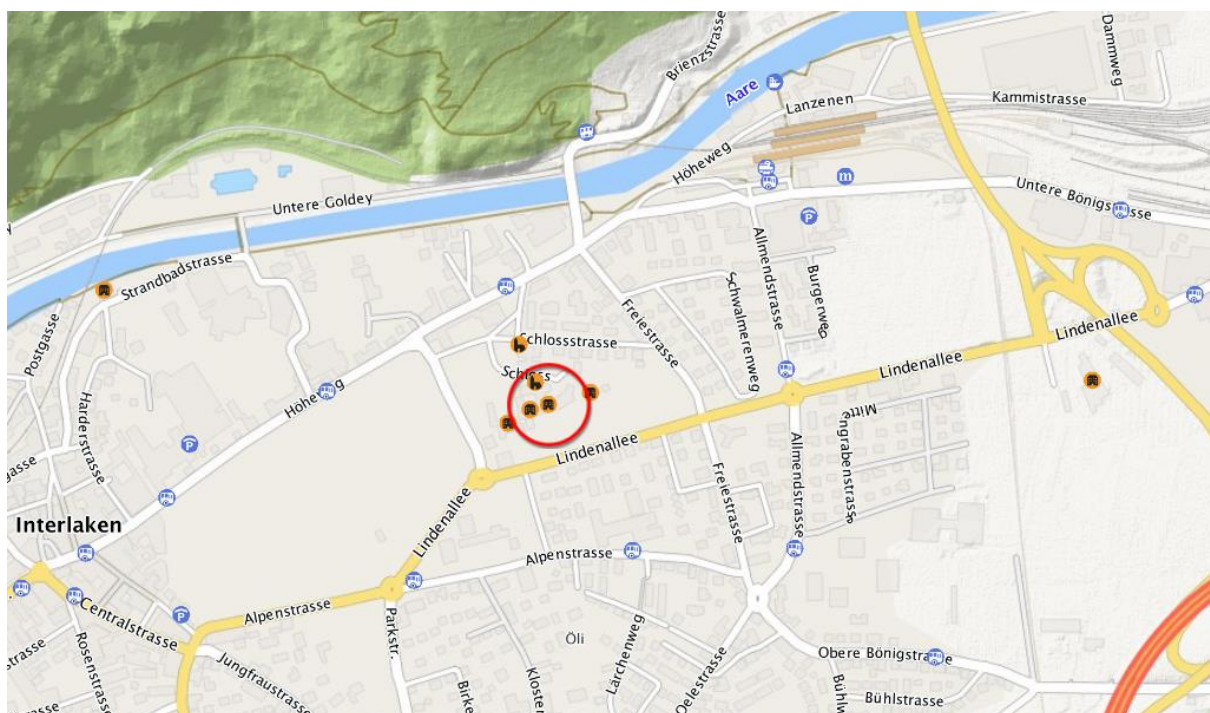 Dammweg
Brienzstrasse
Aare
Lanzenen
Kammistrasse
Höheweg
m
Untere Bönigstrasse
Untere Goldey
P
Strandbadstrasse
Allmendstrasse
Burgerweg
Schwalmerenweg
Freiestrasse
Postgasse
Schlossstrasse
Lindenallee
Schloss
Lindenallee
Harderstrasse
Höheweg
Mittengrabenstrasse
P
Lindenallee
Allmendstrasse
Freiestrasse
Interlaken
Lindenallee
Alpenstrasse
Centralstrasse
P
Alpenstrasse
Parkstr.
Öli
Rosenstrasse
Jungfraustrasse
Lärchenweg
Oelestrasse
Obere Bönigstrasse
Bühlstrasse